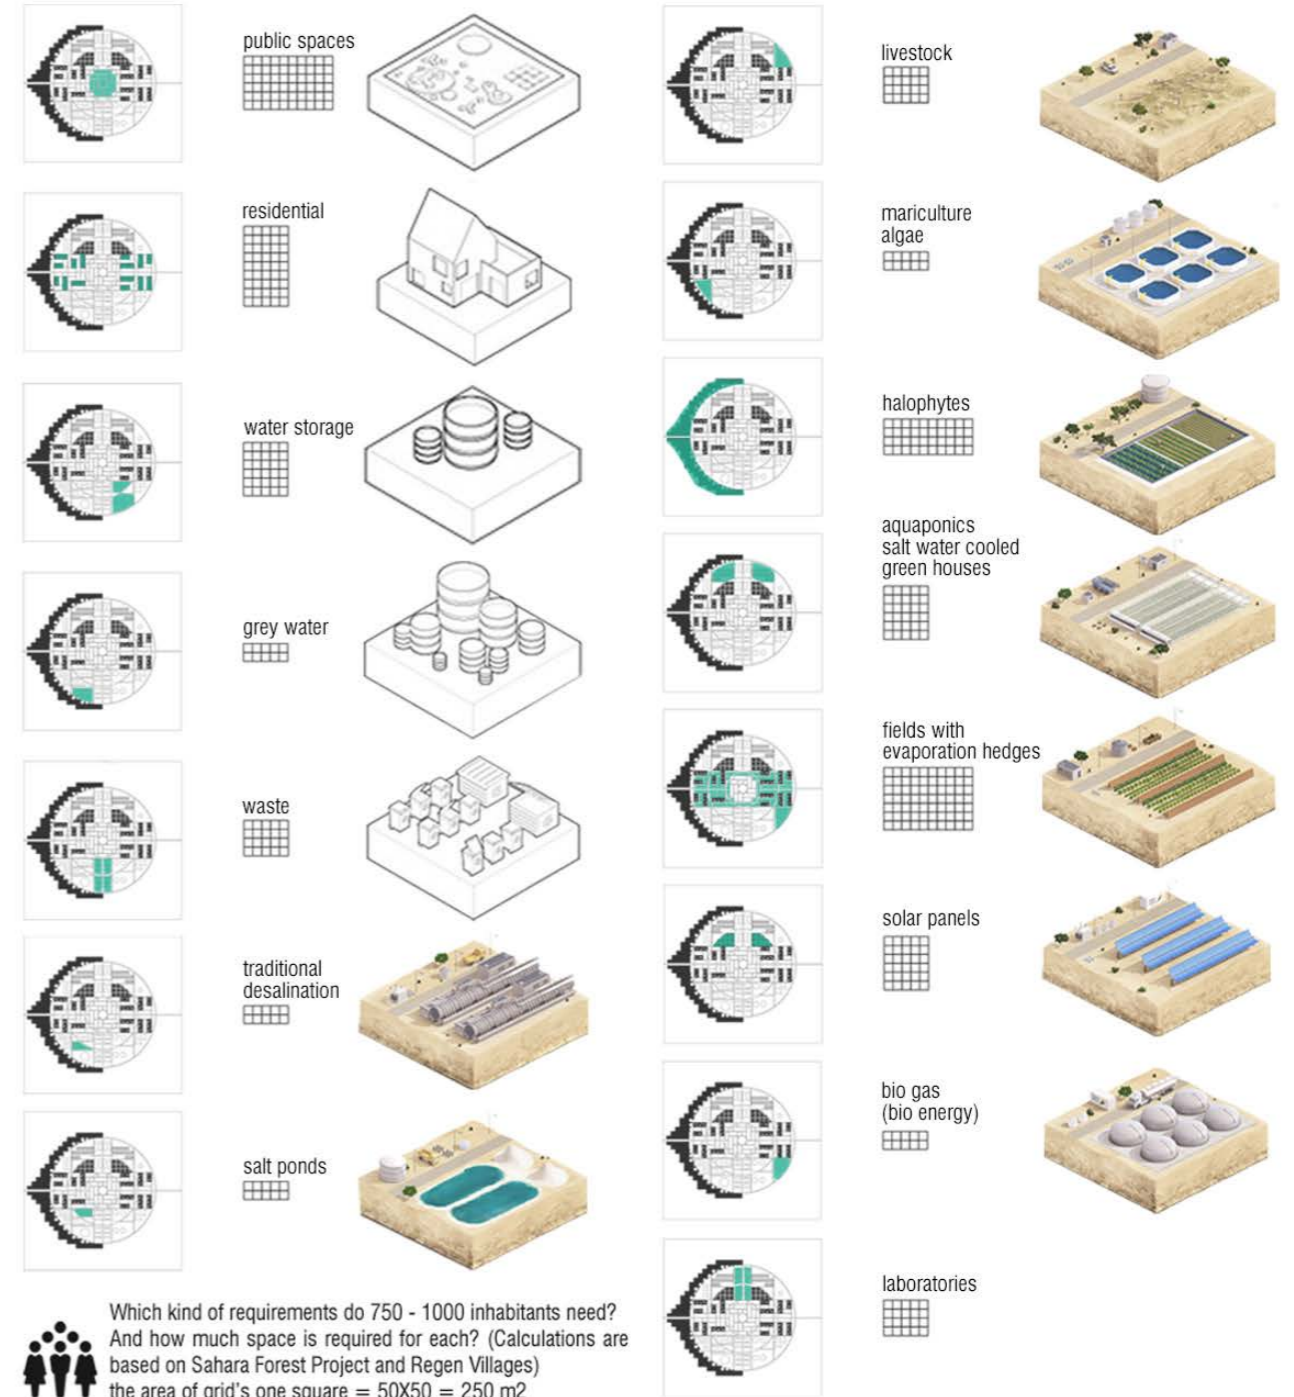 public spaces
residential
water storage
grey water
waste
traditional
desalination
salt ponds
livestock
mariculture
algae
halophytes
aquaponics
salt water cooled
green houses
fields with
evaporation hedges
solar panels
bio gas
(bio energy)
laboratories
Which kind of requirements do 750 - 1000 inhabitants need?
And how much space is required for each? (Calculations are
based on Sahara Forest Project and Regen Villages)
the area of grid's one square = 50X50 = 250 m2